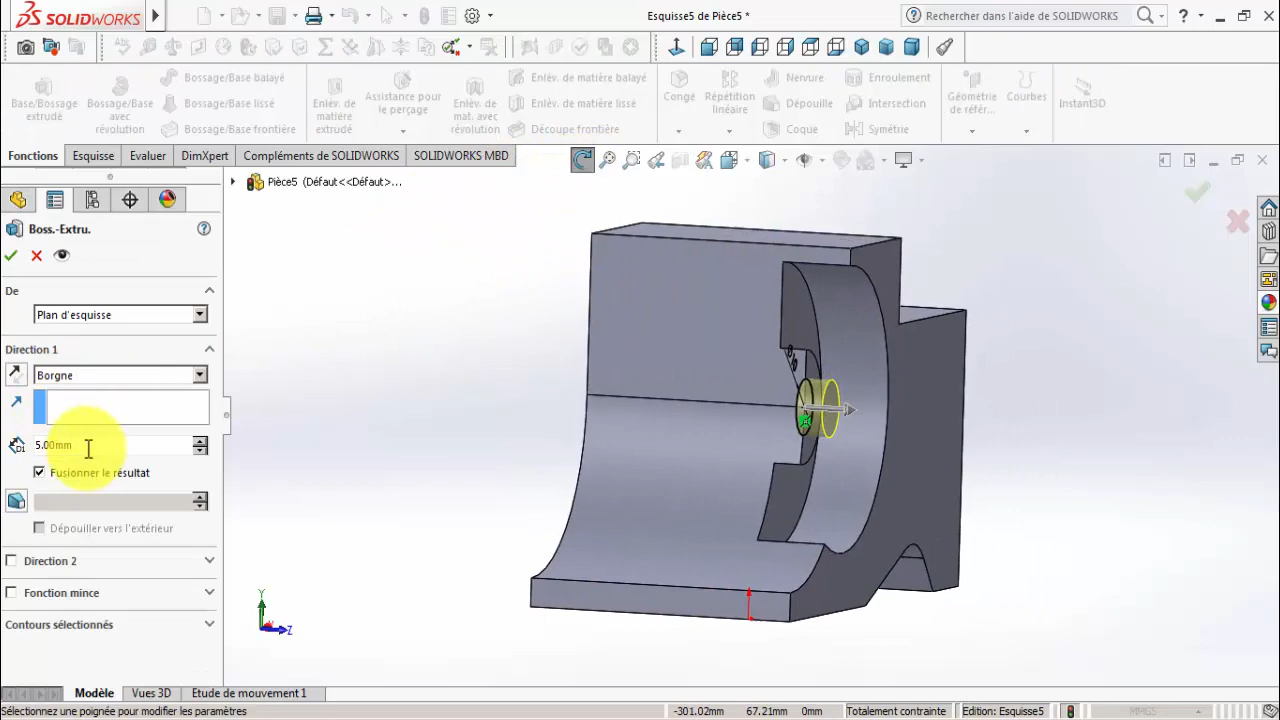 SOLIDWORKS
Esquisse5 de Pièce5 *
Rechercher dans l'aide de SOLIDWORKS
Base/Bossage extrudé
Bossage/Base avec révolution
Bossage/Base balayé
Bossage/Base lissé
Bossage/Base frontière
Enlèv. de matière extrudé
Assistance pour le perçage
Enlèv. de mat. avec révolution
Enlèv. de matière balayé
Enlèv. de matière lissé
Découpe frontière
Congé
Répétition linéaire
Nervure
Dépouille
Coque
Enroulement
Intersection
Symétrie
Géométrie de référ...
Courbes
Instant3D
Fonctions
Esquisse
Evaluer
DimXpert
Compléments de SOLIDWORKS
SOLIDWORKS MBD
Pièce5 (Défaut<<Défaut>...
Boss.-Extru.
De
Plan d'esquisse
Direction 1
Borgne
D1
5.00mm
Fusionner le résultat
Dépouiller vers l'extérieur
Direction 2
Fonction mince
Contours sélectionnés
Y
Z
Modèle
Vues 3D
Etude de mouvement 1
Sélectionnez une poignée pour modifier les paramètres
-301.02mm
67.21mm
0mm
Totalement contrainte
Edition: Esquisse5
MMGS